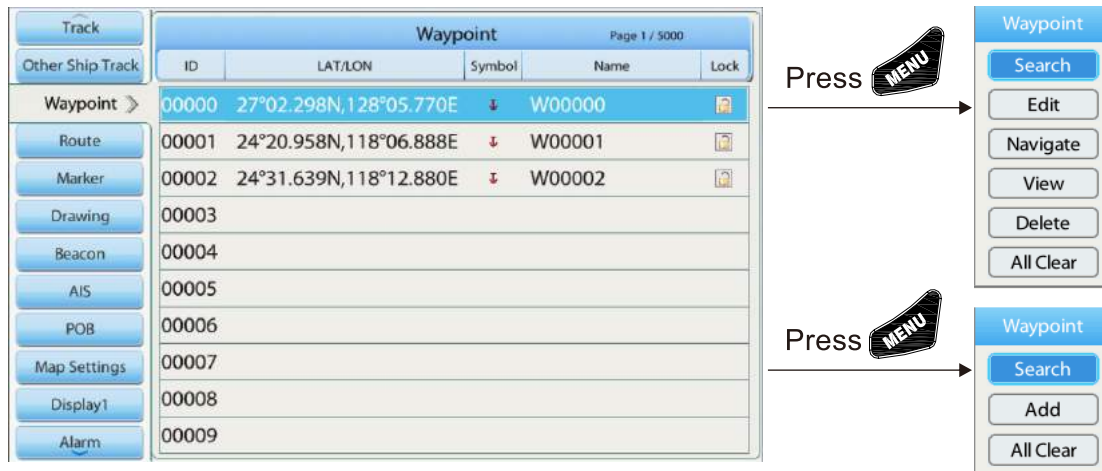 Track
Other Ship Track
Waypoint
Route
Marker
Drawing
Beacon
AIS
POB
Map Settings
Display1
Alarm
Waypoint Page 1 / 5000
ID LAT/LON Symbol Name Lock
00000 27°02.298N,128°05.770E W00000
00001 24°20.958N,118°06.888E W00001
00002 24°31.639N,118°12.880E W00002
00003
00004
00005
00006
00007
00008
00009
Press MENU
Waypoint
Search
Edit
Navigate
View
Delete
All Clear
Press MENU
Waypoint
Search
Add
All Clear